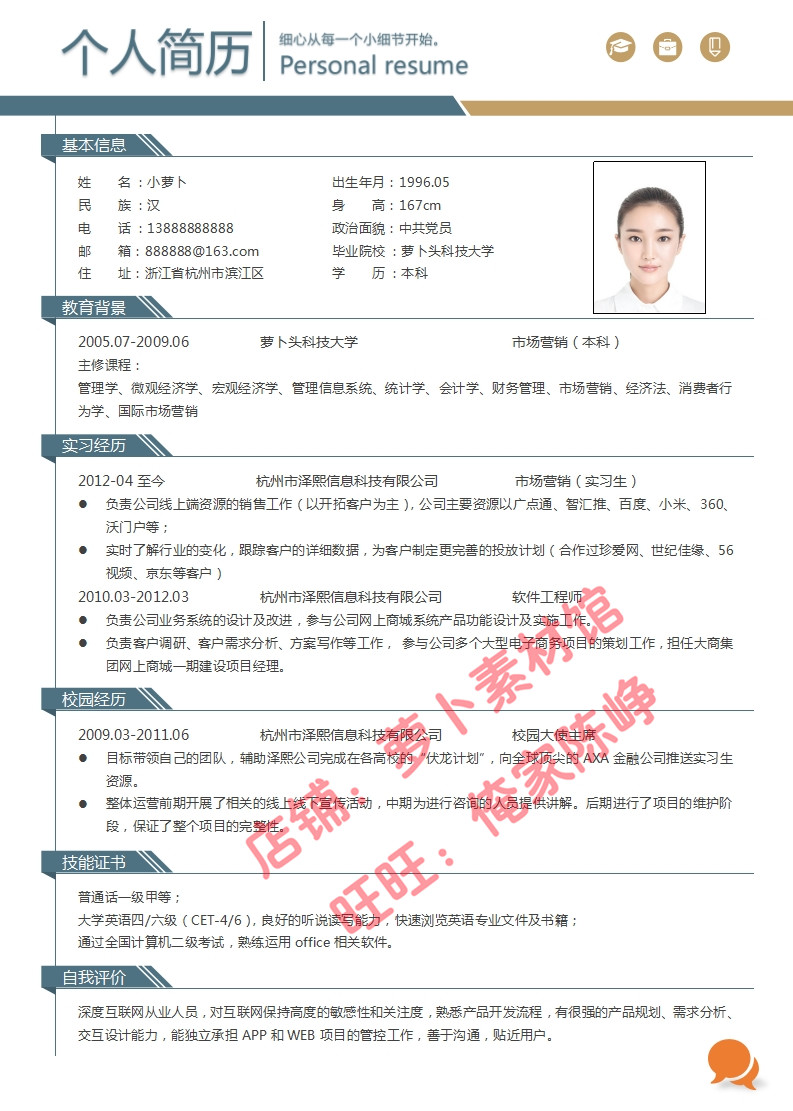 个人简历
细心从每一个小细节开始。
Personal resume
基本信息
姓 名：小萝卜 出生年月：1996.05
民 族：汉 身 高：167cm
电 话：13888888888 政治面貌：中共党员
邮 箱：888888@163.com 毕业院校：萝卜头科技大学
住 址：浙江省杭州市滨江区 学 历：本科
教育背景
2005.07-2009.06 萝卜头科技大学 市场营销（本科）
主修课程：
管理学、微观经济学、宏观经济学、管理信息系统、统计学、会计学、财务管理、市场营销、经济法、消费者行
为学、国际市场营销
实习经历
2012-04 至今 杭州市泽熙信息科技有限公司 市场营销（实习生）
● 负责公司线上端资源的销售工作（以开拓客户为主），公司主要资源以广点通、智汇推、百度、小米、360、
沃门户等；
● 实时了解行业的变化，跟踪客户的详细数据，为客户制定更完善的投放计划（合作过珍爱网、世纪佳缘、56
视频、京东等客户）
2010.03-2012.03 杭州市泽熙信息科技有限公司 软件工程师
● 负责公司业务系统的设计及改进，参与公司网上商城系统产品功能设计及实施工作。
● 负责客户调研、客户需求分析、方案写作等工作， 参与公司多个大型电子商务项目的策划工作，担任大商集
团网上商城一期建设项目经理。
校园经历
2009.03-2011.06 杭州市泽熙信息科技有限公司 校园大使主席
● 目标带领自己的团队，辅助泽熙公司完成在各高校的“伏龙计划”，向全球顶尖的 AXA 金融公司推送实习生
资源。
● 整体运营前期开展了相关的线上线下宣传活动，中期为进行咨询的人员提供讲解。后期进行了项目的维护阶
段，保证了整个项目的完整性。
店铺：萝卜素材馆
旺旺：俺家陈峥
技能证书
普通话一级甲等；
大学英语四/六级（CET-4/6），良好的听说读写能力，快速浏览英语专业文件及书籍；
通过全国计算机二级考试，熟练运用 office 相关软件。
自我评价
深度互联网从业人员，对互联网保持高度的敏感性和关注度，熟悉产品开发流程，有很强的产品规划、需求分析、
交互设计能力，能独立承担 APP 和 WEB 项目的管控工作，善于沟通，贴近用户。